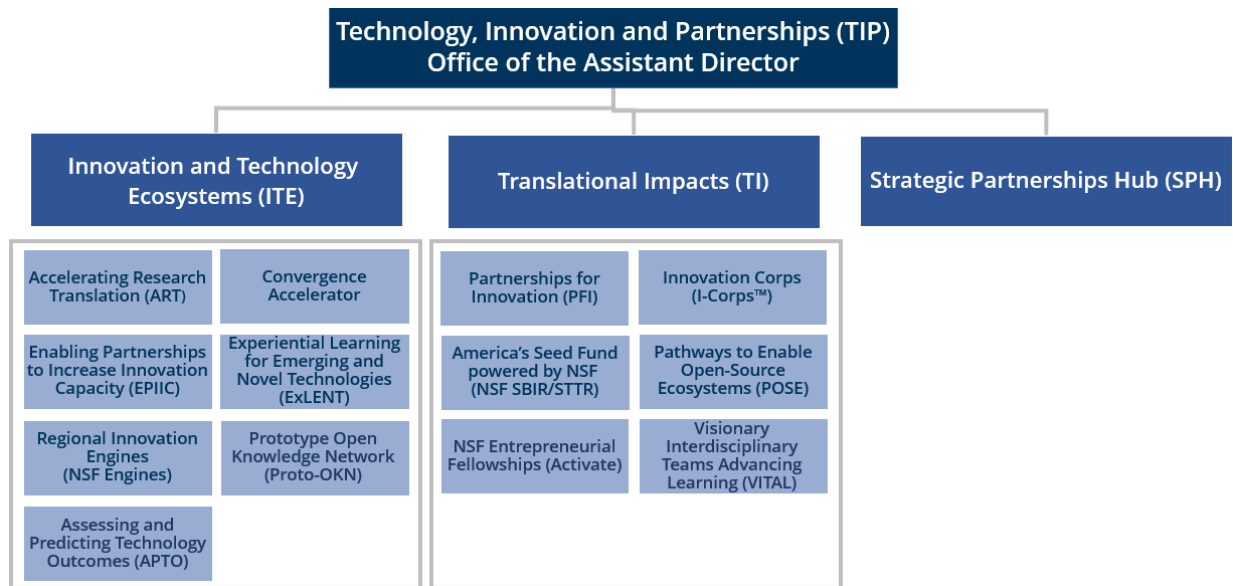 Technology, Innovation and Partnerships (TIP)
Office of the Assistant Director
Innovation and Technology
Ecosystems (ITE)
Translational Impacts (TI)
Strategic Partnerships Hub (SPH)
Accelerating Research
Translation (ART)
Convergence
Accelerator
Enabling Partnerships
to Increase Innovation
Capacity (EPIIC)
Experiential Learning
for Emerging and
Novel Technologies
(ExLENT)
Regional Innovation
Engines
(NSF Engines)
Prototype Open
Knowledge Network
(Proto-OKN)
Assessing and
Predicting Technology
Outcomes (APTO)
Partnerships for
Innovation (PFI)
Innovation Corps
(I-Corps™)
America’s Seed Fund
powered by NSF
(NSF SBIR/STTR)
Pathways to Enable
Open-Source
Ecosystems (POSE)
NSF Entrepreneurial
Fellowships (Activate)
Visionary
Interdisciplinary
Teams Advancing
Learning (VITAL)